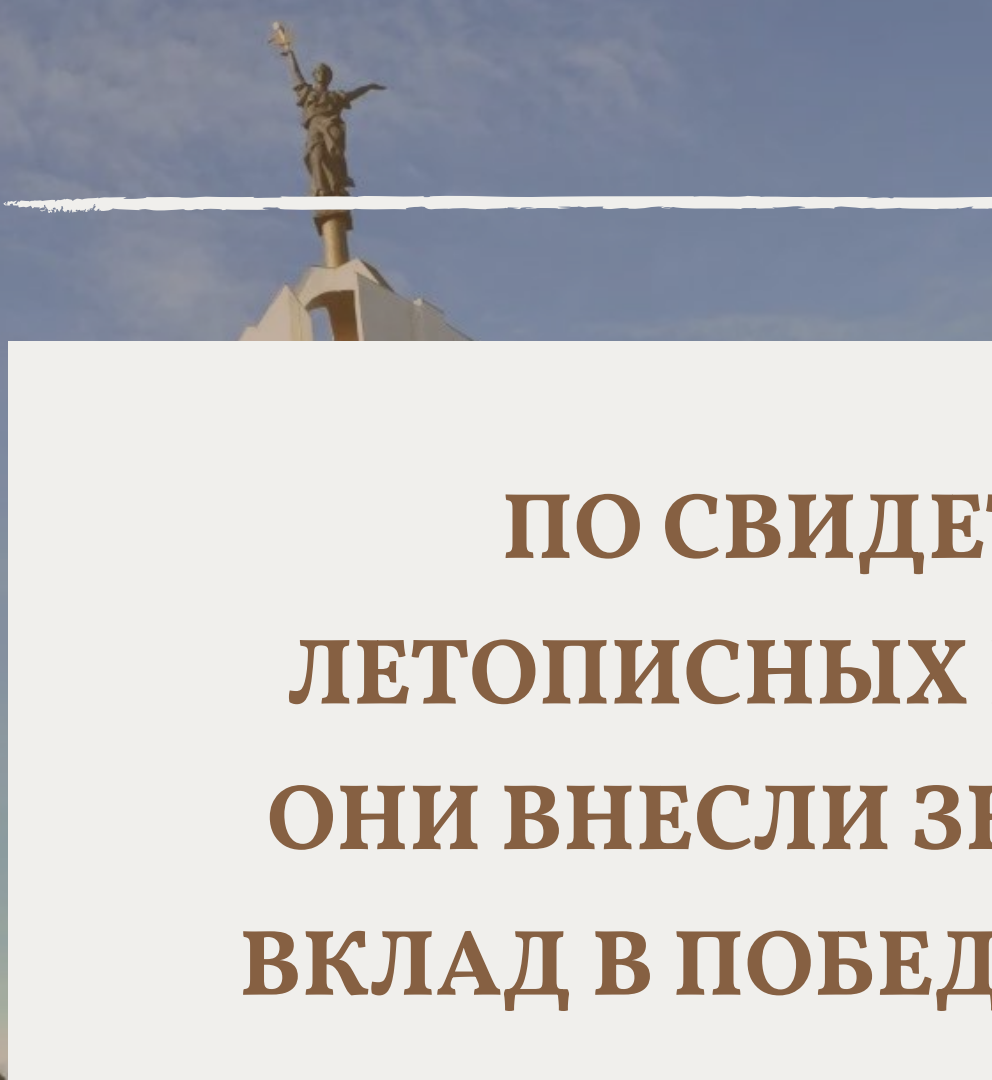 ПО СВИДЕ
ЛЕТОПИСНЫХ
ОНИ ВНЕСЛИ
ВКЛАД В ПОБЕД